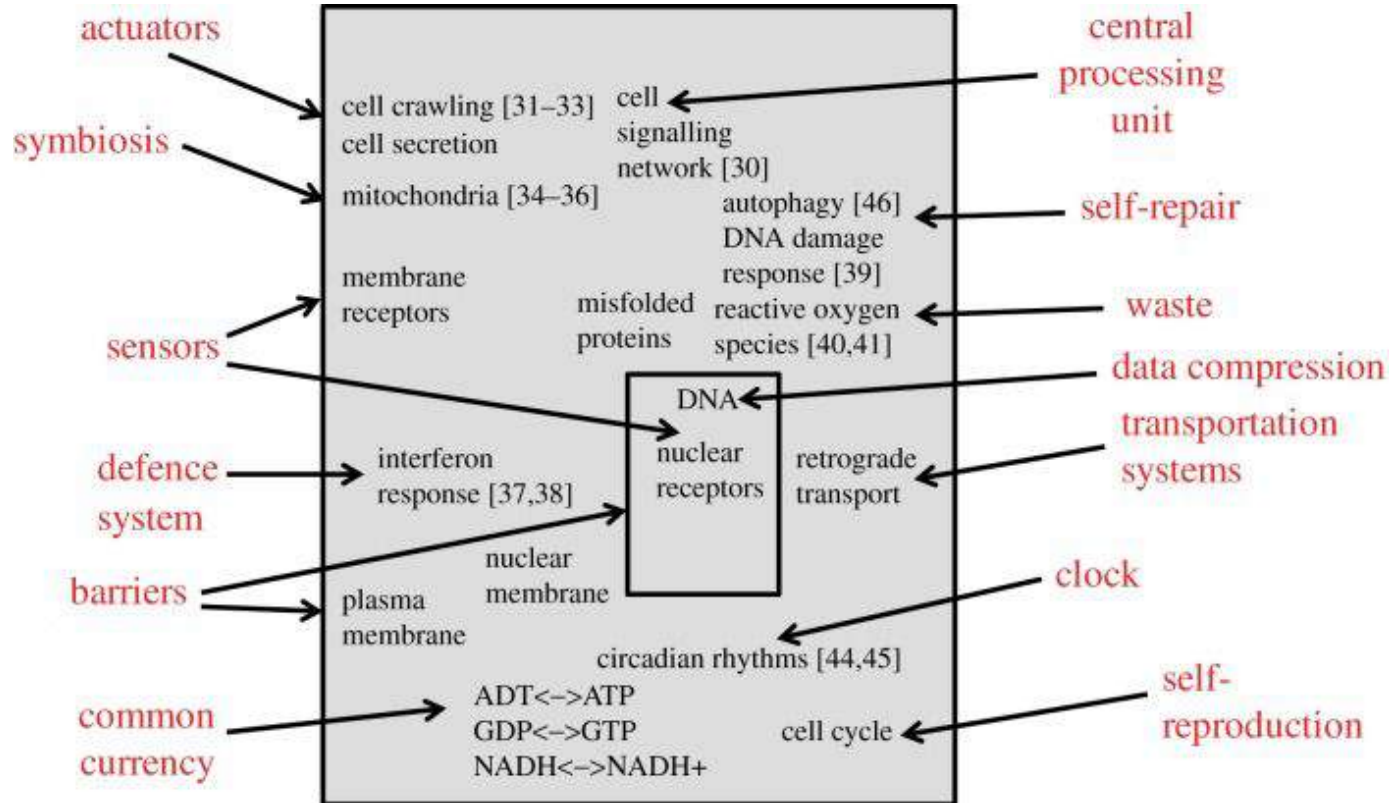 actuators
symbiosis
sensors
defence
system
barriers
common
currency
cell crawling [31–33]
cell secretion
mitochondria [34–36]
membrane
receptors
interferon
response [37,38]
nuclear
membrane
plasma
membrane
ADT<–>ATP
GDP<–>GTP
NADH<–>NADH+
cell
signalling
network [30]
autophagy [46]
DNA damage
response [39]
misfolded
proteins
reactive oxygen
species [40,41]
DNA
nuclear
receptors
retrograde
transport
circadian rhythms [44,45]
cell cycle
central
processing
unit
self-repair
waste
data compression
transportation
systems
clock
self-
reproduction